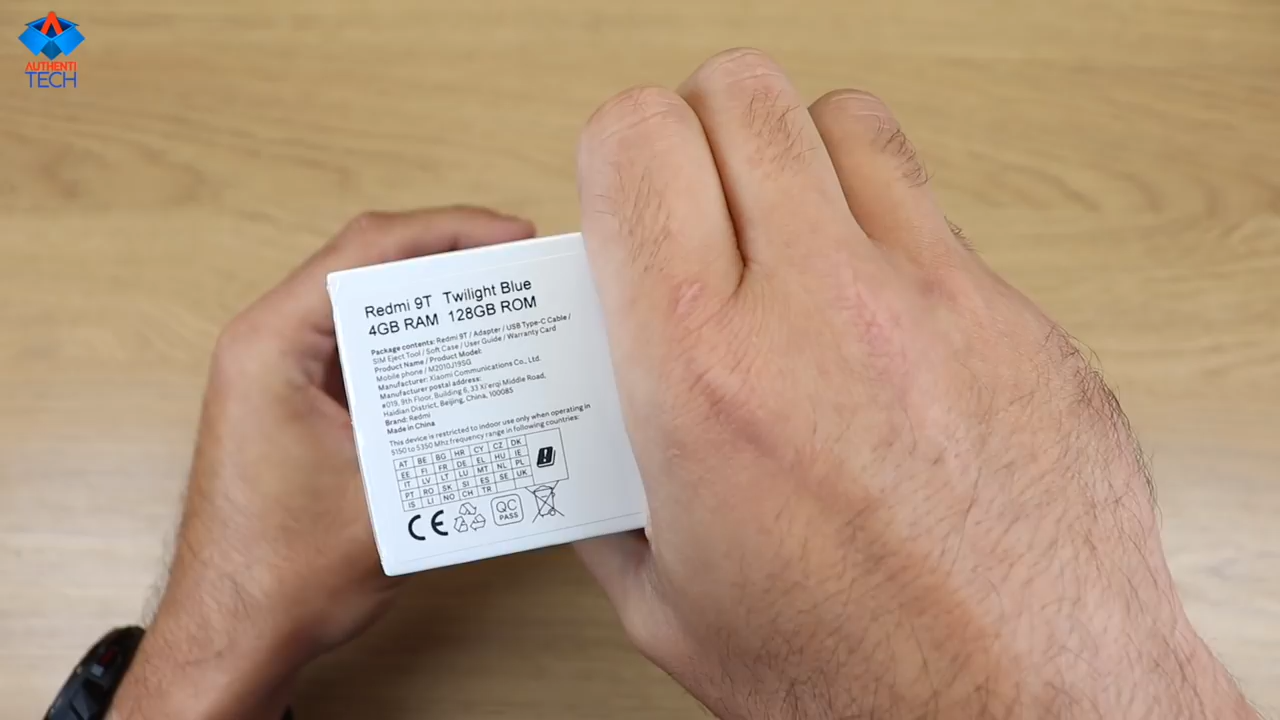 AUTHENTI
TECH
Redmi 9T Twilight Blue
4GB RAM 128GB ROM
Package contents: Redmi 9T / Adapter / USB Type-C Cable /
SIM Eject Tool / Soft Case / User Guide / Warranty Card
Product Name / Product Model:
Mobile phone / M2010J19SG
Manufacturer: Xiaomi Communications Co., Ltd.
Manufacturer postal address:
#019, 9th Floor, Building 6, 33 Xi'erqi Middle Road,
Haidian District, Beijing, China, 100085
Brand: Redmi
Made in China
This device is restricted to indoor use only when operating in
5150 to 5350 Mhz frequency range in following countries:
AT BE BG HR CY CZ DK
EE FI FR DE EL HU IE
IT LV LT LU MT NL PL
PT RO SK SI ES SE UK
IS LI NO CH TR
CE
QC
PASS